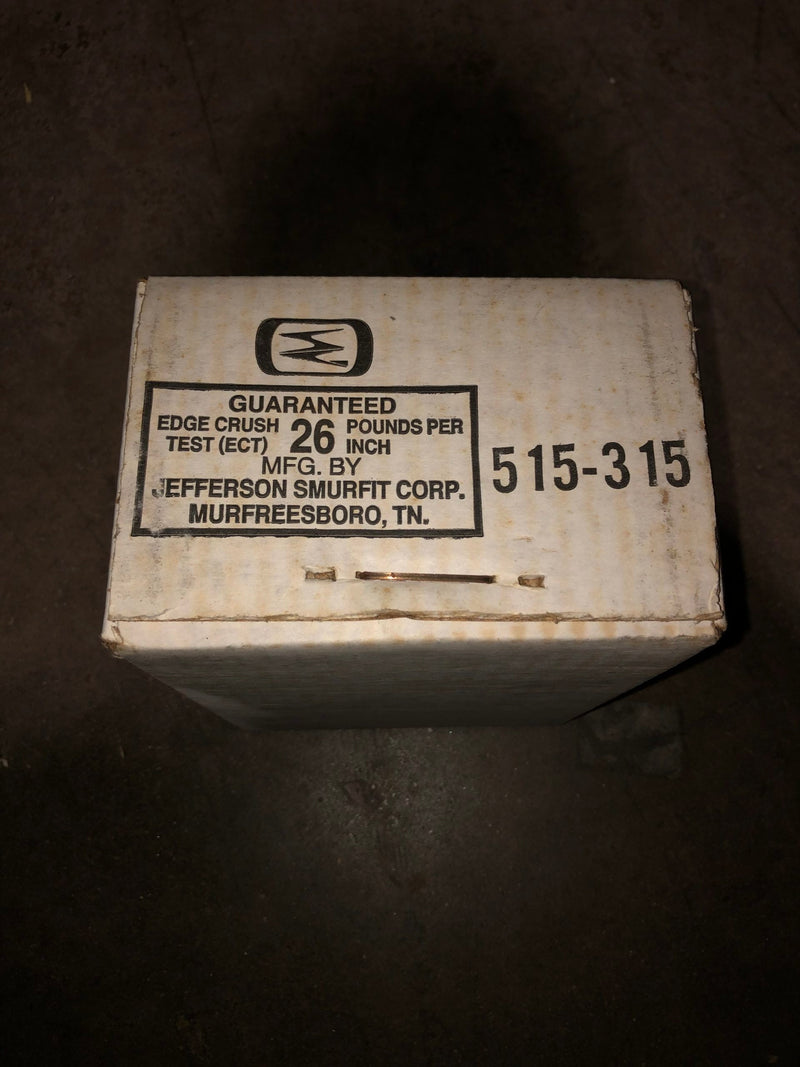 GUARANTEED
EDGE CRUSH 26 POUNDS PER
TEST (ECT) INCH
MFG. BY
JEFFERSON SMURFIT CORP.
MURFREESBORO, TN.
515-315